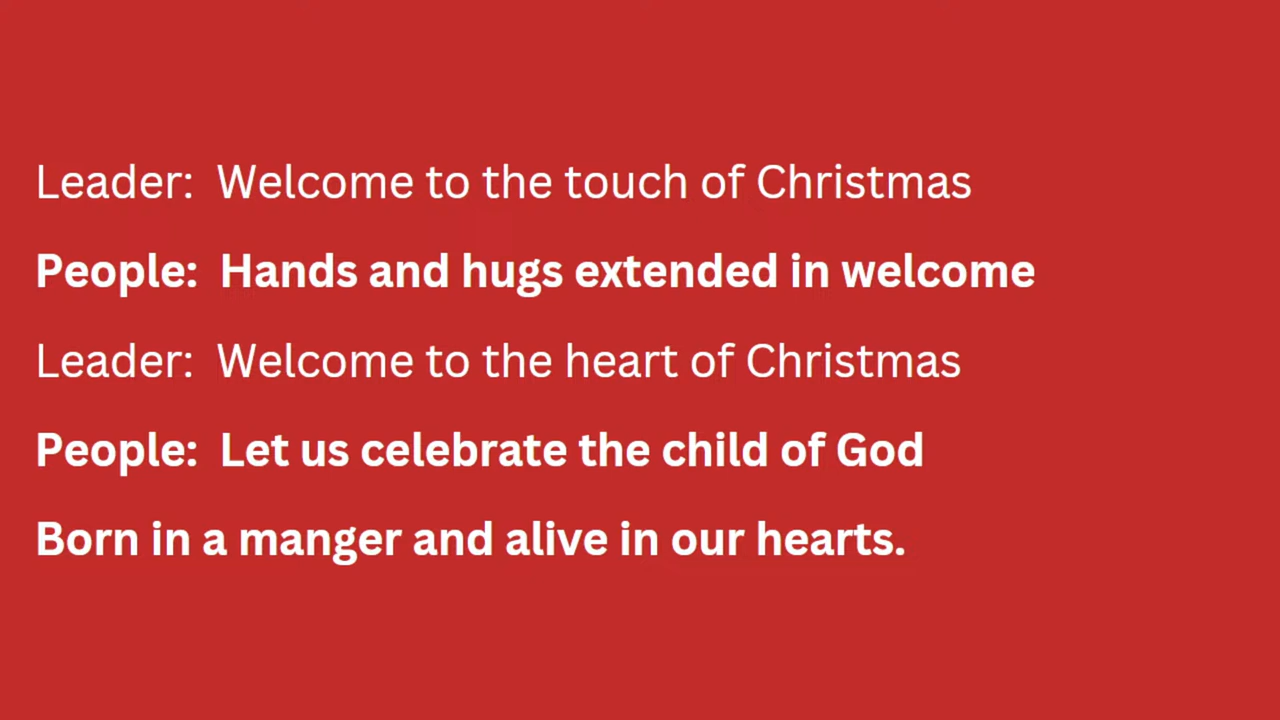 Leader:  Welcome to the touch of Christmas
People:  Hands and hugs extended in welcome
Leader:  Welcome to the heart of Christmas
People:  Let us celebrate the child of God
Born in a manger and alive in our hearts.